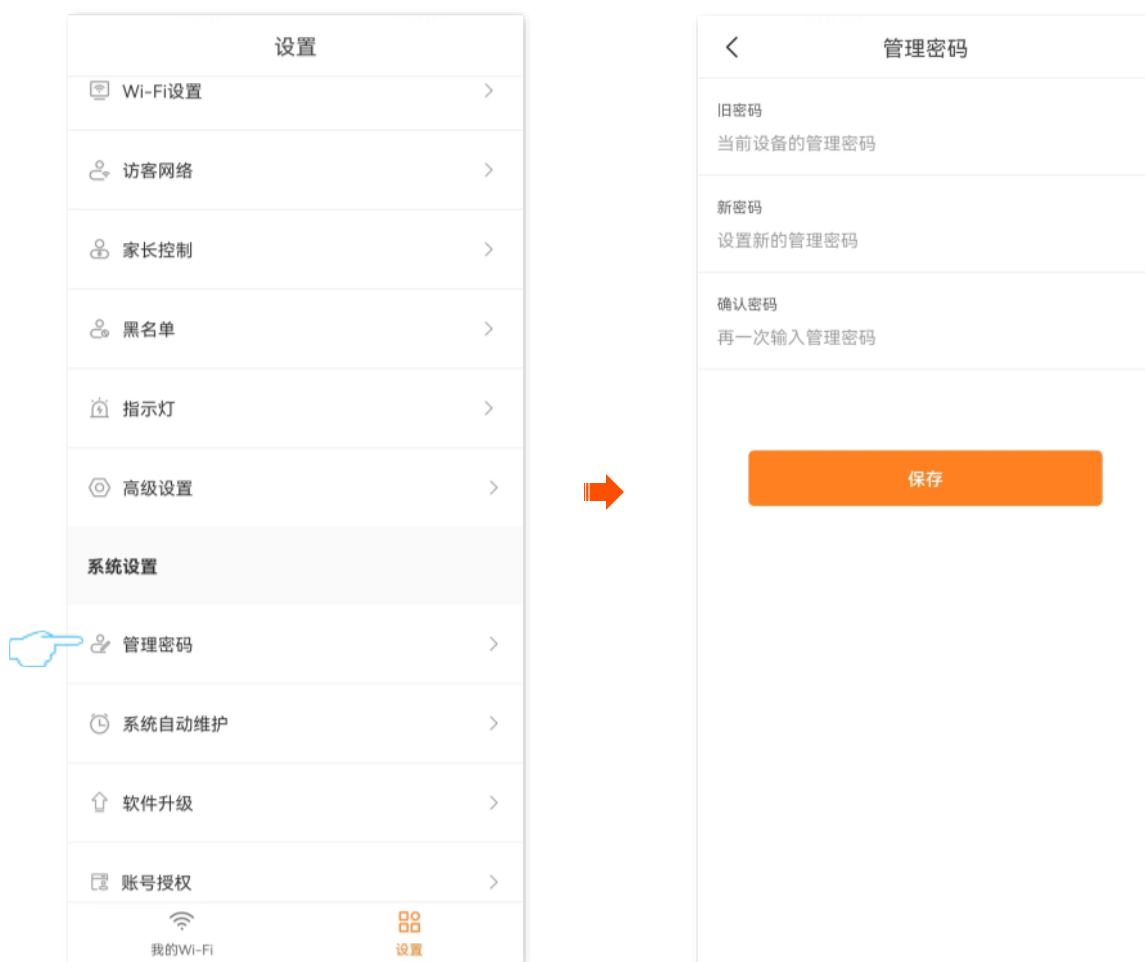 设置
Wi-Fi设置
访客网络
家长控制
黑名单
指示灯
高级设置
系统设置
管理密码
系统自动维护
软件升级
账号授权
我的Wi-Fi
设置
管理密码
旧密码
当前设备的管理密码
新密码
设置新的管理密码
确认密码
再一次输入管理密码
保存